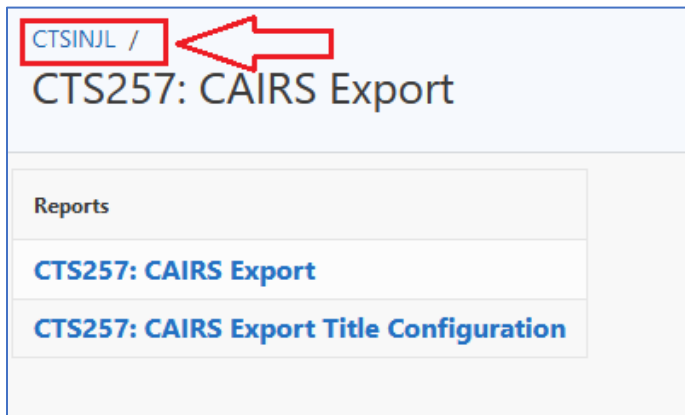 CTSINJL /
CTS257: CAIRS Export
Reports
CTS257: CAIRS Export
CTS257: CAIRS Export Title Configuration